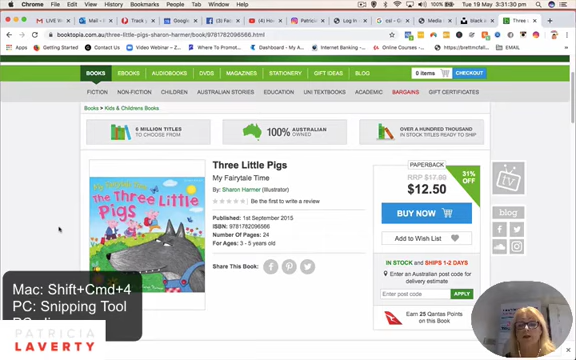 Chrome File Edit View History Bookmarks People Tab Window Help
100% Tue 19 May 3:31:30 pm
booktopia.com.au/three-little-pigs-sharon-harmer/book/9781782096566.html
Apps Getting Started Contact Us Video Webinar - Ev... Where To Promot... Dashboard - My A... Internet Banking -... Online Courses -...
BOOKS EBOOKS AUDIOBOOKS DVDS MAGAZINES STATIONERY GIFT IDEAS BLOG 0 items CHECKOUT
FICTION NON-FICTION CHILDREN AUSTRALIAN STORIES EDUCATION UNI TEXTBOOKS ACADEMIC BARGAINS GIFT CERTIFICATES
Books > Kids & Childrens Books
6 MILLION TITLES
TO CHOOSE FROM
100% AUSTRALIAN
OWNED
OVER A HUNDRED THOUSAND
IN STOCK TITLES READY TO SHIP
My Fairytale Time
The Three Little
Pigs
Three Little Pigs
My Fairytale Time
By: Sharon Harmer (Illustrator)
Be the first to write a review
Published: 1st September 2015
ISBN: 9781782096566
Number Of Pages: 24
For Ages: 3 - 5 years old
Share This Book:
PAPERBACK
RRP $17.99
$12.50
31%
OFF
BUY NOW
Add to Wish List
IN STOCK and SHIPS 1-2 DAYS
Enter an Australian post code for
delivery estimate
Enter post code APPLY
Earn 25 Qantas Points
on this Book
tv
blog
Mac: Shift+Cmd+4
PC: Snipping Tool
PATRICIA
LAVERTY